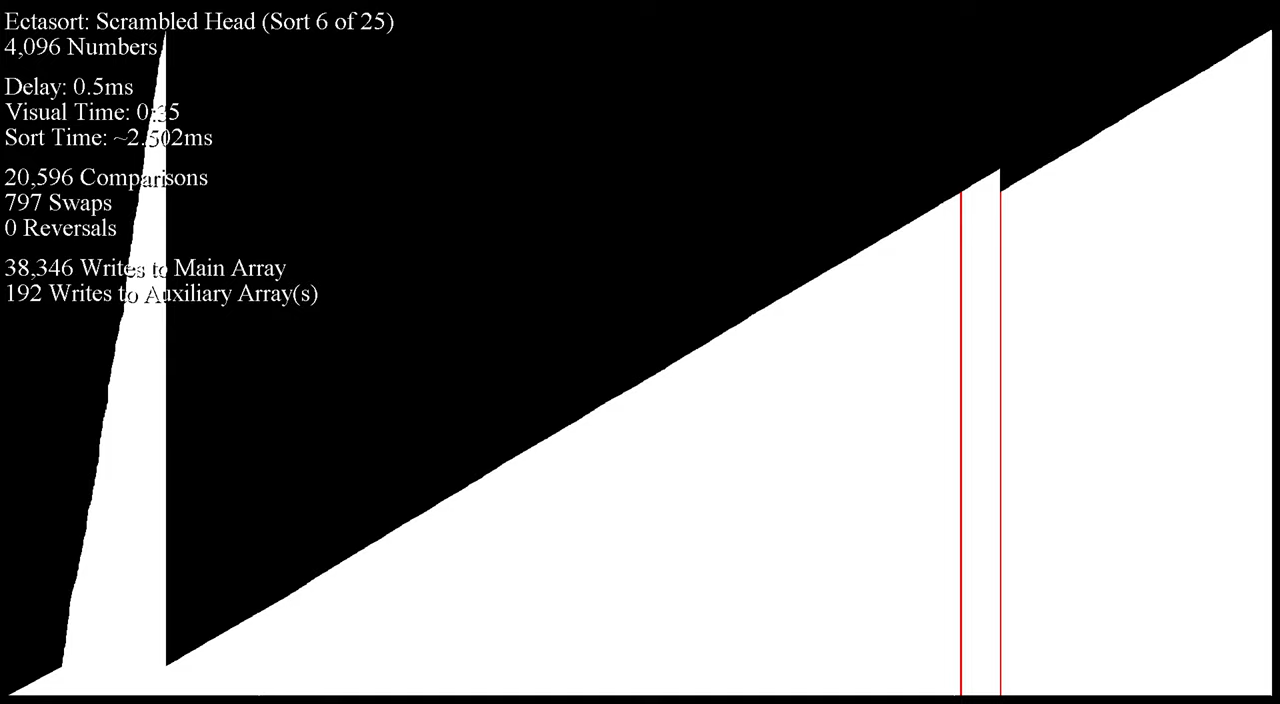 Ectasort: Scrambled Head (Sort 6 of 25)
4,096 Numbers
Delay: 0.5ms
Visual Time: 0:35
Sort Time: ~2.502ms
20,596 Comparisons
797 Swaps
0 Reversals
38,346 Writes to Main Array
192 Writes to Auxiliary Array(s)